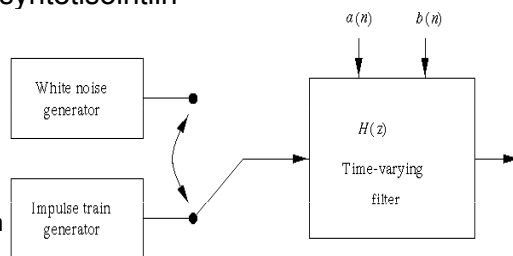 a(n) b(n)
White noise
generator
H(z)
Time-varying
filter
Impulse train
generator